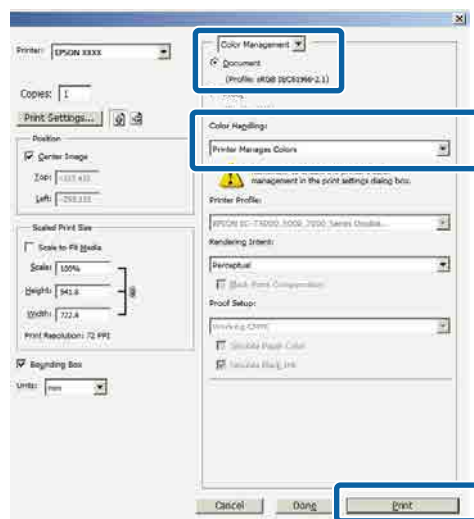 Printer: EPSON XXXX
Copies: 1
Print Settings...
Position
Center Image
Top:
Left:
Scaled Print Size
Scale to Fit Media
Scale: 100%
Height: 941.6
Width: 722.4
Print Resolution: 72 PPI
Bounding Box
Units: mm
Color Management
Document
(Profile: sRGB IEC61966-2.1)
Color Handling:
Printer Manages Colors
management in the print settings dialog box.
Printer Profile:
Rendering Intent:
Perceptual
Black Point Compensation
Proof Setup:
Working CMYK
Simulate Paper Color
Simulate Black Ink
Cancel
Done
Print